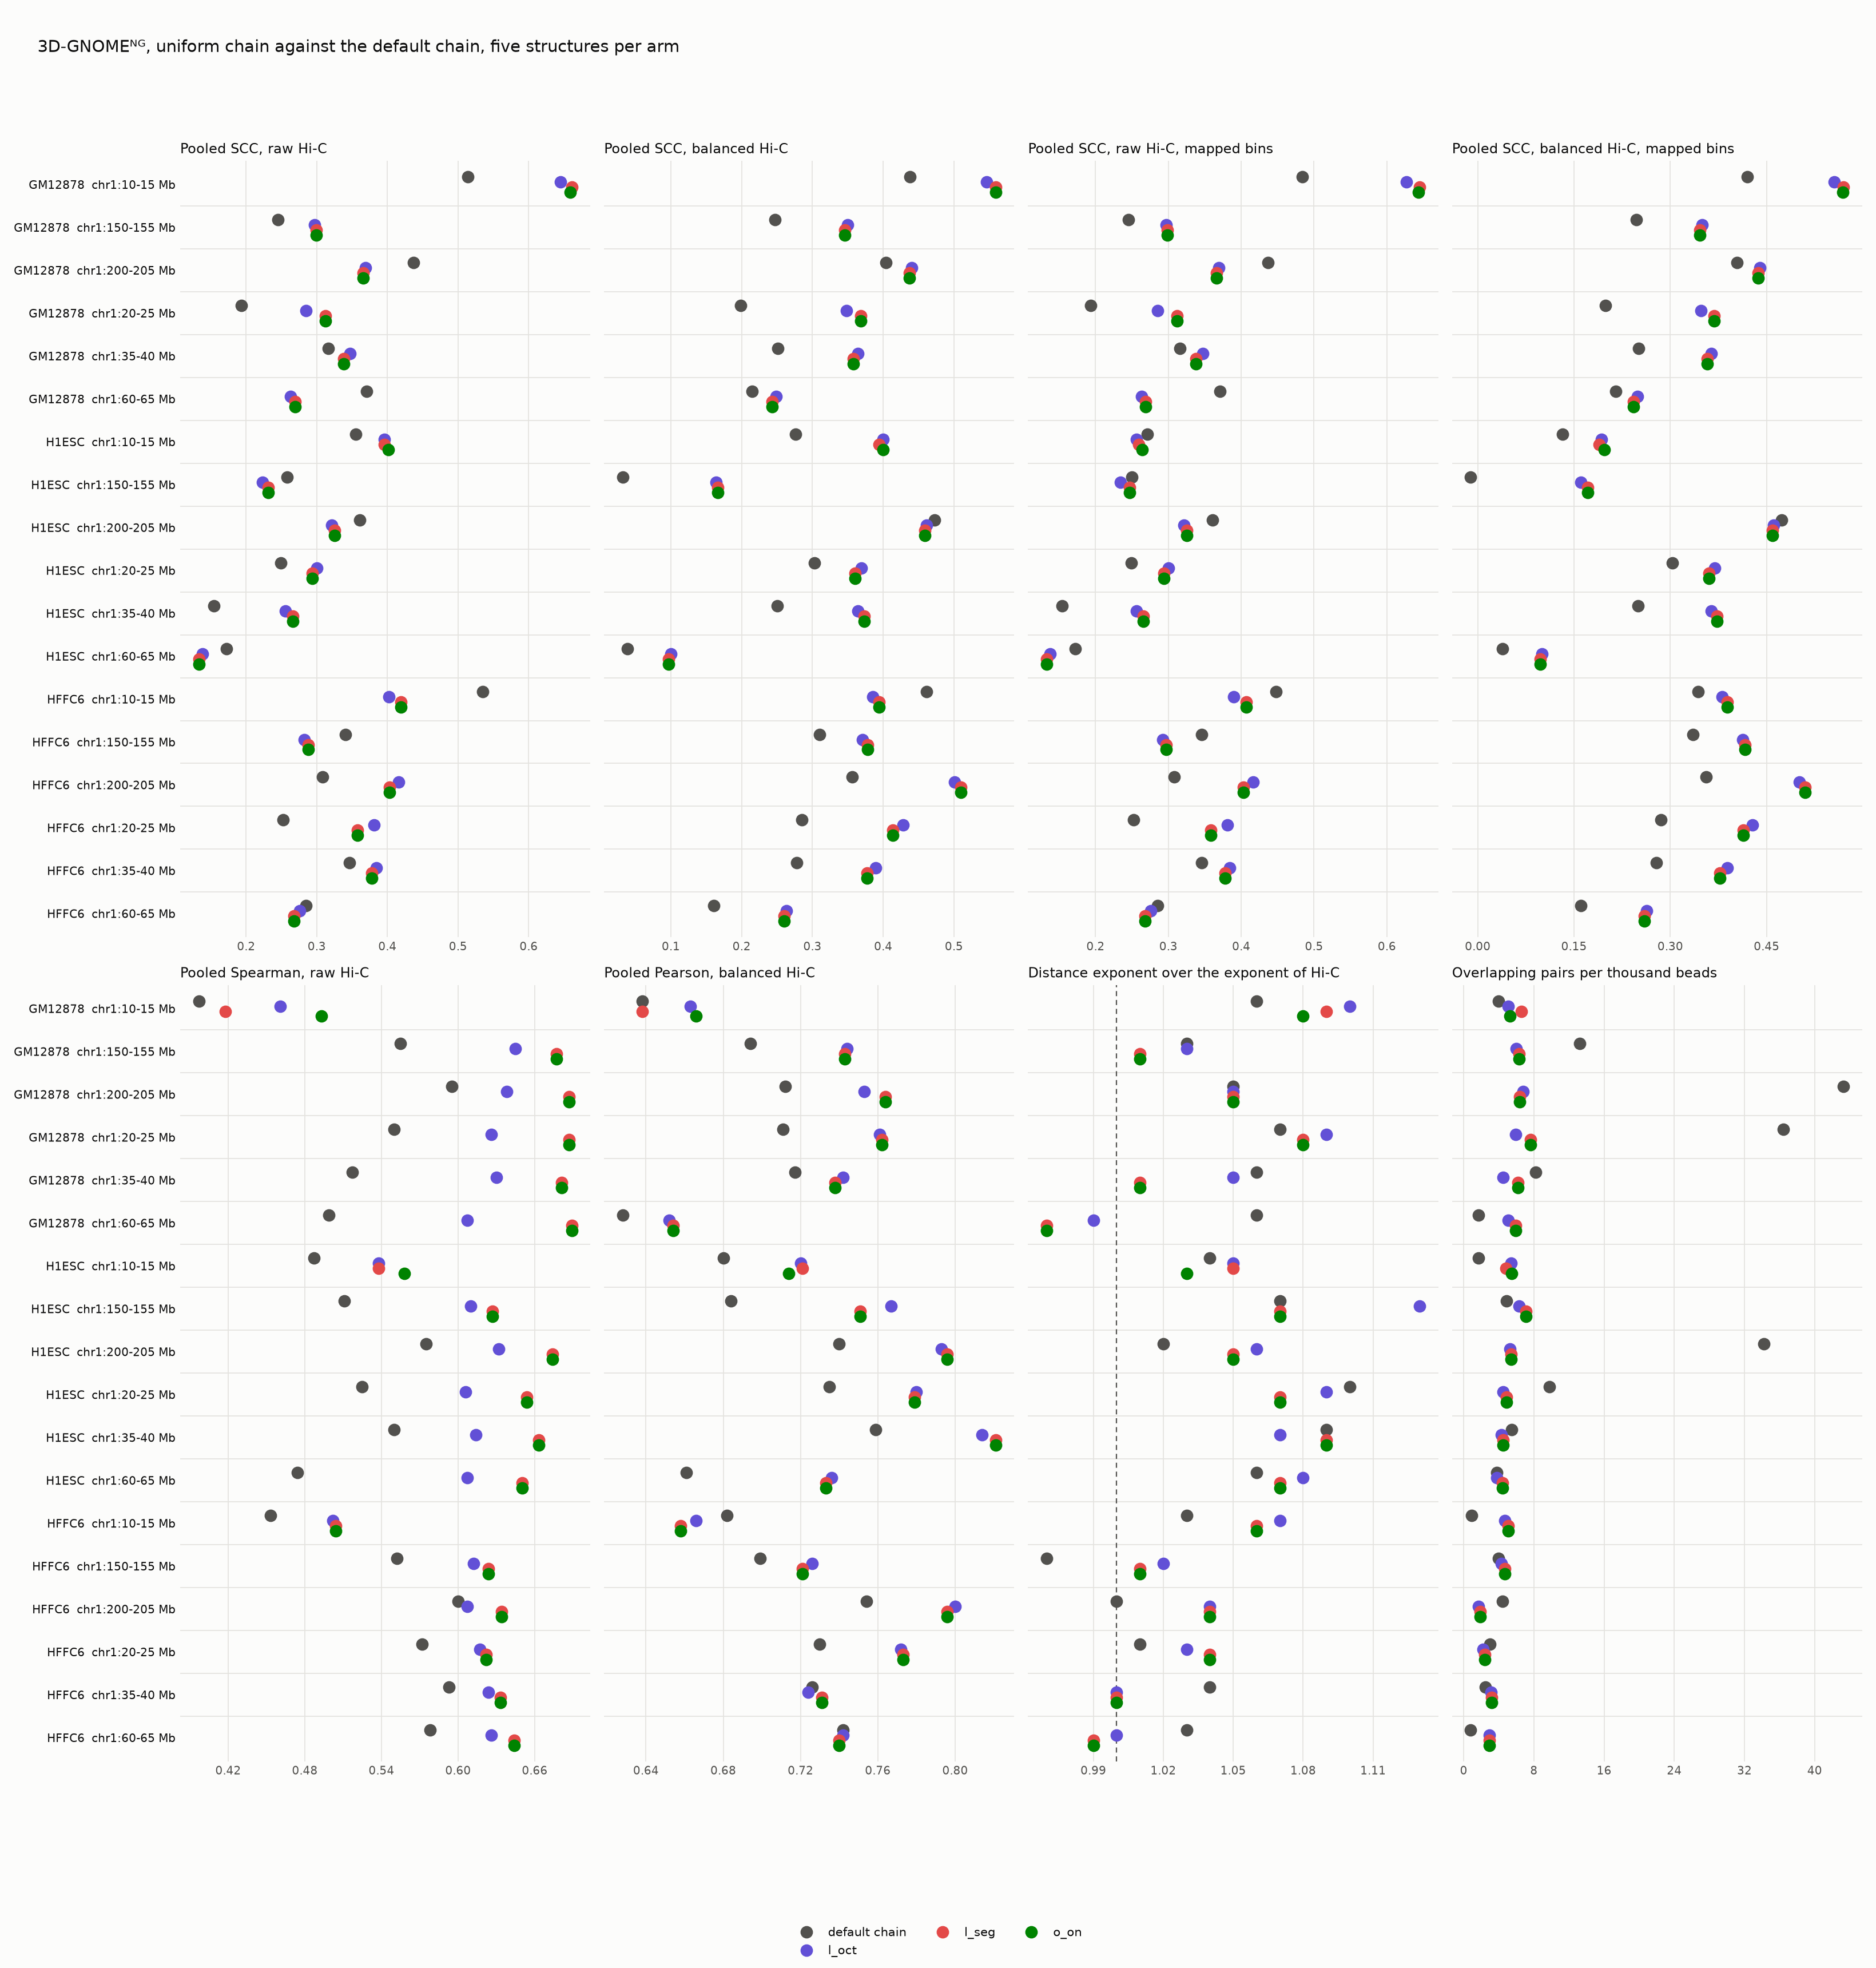 3D-GNOMEᴺᴳ, uniform chain against the default chain, five structures per arm
Pooled SCC, raw Hi-C
Pooled SCC, balanced Hi-C
Pooled SCC, raw Hi-C, mapped bins
Pooled SCC, balanced Hi-C, mapped bins
GM12878 chr1:10-15 Mb
GM12878 chr1:150-155 Mb
GM12878 chr1:200-205 Mb
GM12878 chr1:20-25 Mb
GM12878 chr1:35-40 Mb
GM12878 chr1:60-65 Mb
H1ESC chr1:10-15 Mb
H1ESC chr1:150-155 Mb
H1ESC chr1:200-205 Mb
H1ESC chr1:20-25 Mb
H1ESC chr1:35-40 Mb
H1ESC chr1:60-65 Mb
HFFC6 chr1:10-15 Mb
HFFC6 chr1:150-155 Mb
HFFC6 chr1:200-205 Mb
HFFC6 chr1:20-25 Mb
HFFC6 chr1:35-40 Mb
HFFC6 chr1:60-65 Mb
0.2 0.3 0.4 0.5 0.6
0.1 0.2 0.3 0.4 0.5
0.2 0.3 0.4 0.5 0.6
0.00 0.15 0.30 0.45
Pooled Spearman, raw Hi-C
Pooled Pearson, balanced Hi-C
Distance exponent over the exponent of Hi-C
Overlapping pairs per thousand beads
GM12878 chr1:10-15 Mb
GM12878 chr1:150-155 Mb
GM12878 chr1:200-205 Mb
GM12878 chr1:20-25 Mb
GM12878 chr1:35-40 Mb
GM12878 chr1:60-65 Mb
H1ESC chr1:10-15 Mb
H1ESC chr1:150-155 Mb
H1ESC chr1:200-205 Mb
H1ESC chr1:20-25 Mb
H1ESC chr1:35-40 Mb
H1ESC chr1:60-65 Mb
HFFC6 chr1:10-15 Mb
HFFC6 chr1:150-155 Mb
HFFC6 chr1:200-205 Mb
HFFC6 chr1:20-25 Mb
HFFC6 chr1:35-40 Mb
HFFC6 chr1:60-65 Mb
0.42 0.48 0.54 0.60 0.66
0.64 0.68 0.72 0.76 0.80
0.99 1.02 1.05 1.08 1.11
0 8 16 24 32 40
default chain l_seg o_on
l_oct